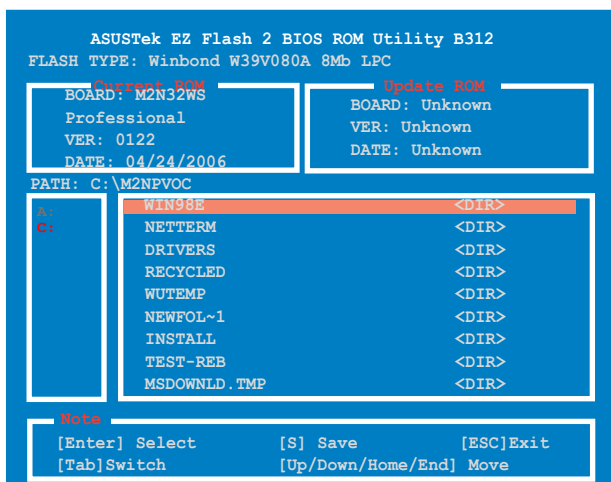 ASUSTek EZ Flash 2 BIOS ROM Utility B312
FLASH TYPE: Winbond W39V080A 8Mb LPC
Current ROM
BOARD: M2N32WS
Professional
VER: 0122
DATE: 04/24/2006
Update ROM
BOARD: Unknown
VER: Unknown
DATE: Unknown
PATH: C:\M2NPVOC
A:
C:
WIN98E <DIR>
NETTERM <DIR>
DRIVERS <DIR>
RECYCLED <DIR>
WUTEMP <DIR>
NEWFOL~1 <DIR>
INSTALL <DIR>
TEST-REB <DIR>
MSDOWNLD.TMP <DIR>
Note
[Enter] Select [S] Save [ESC]Exit
[Tab]Switch [Up/Down/Home/End] Move